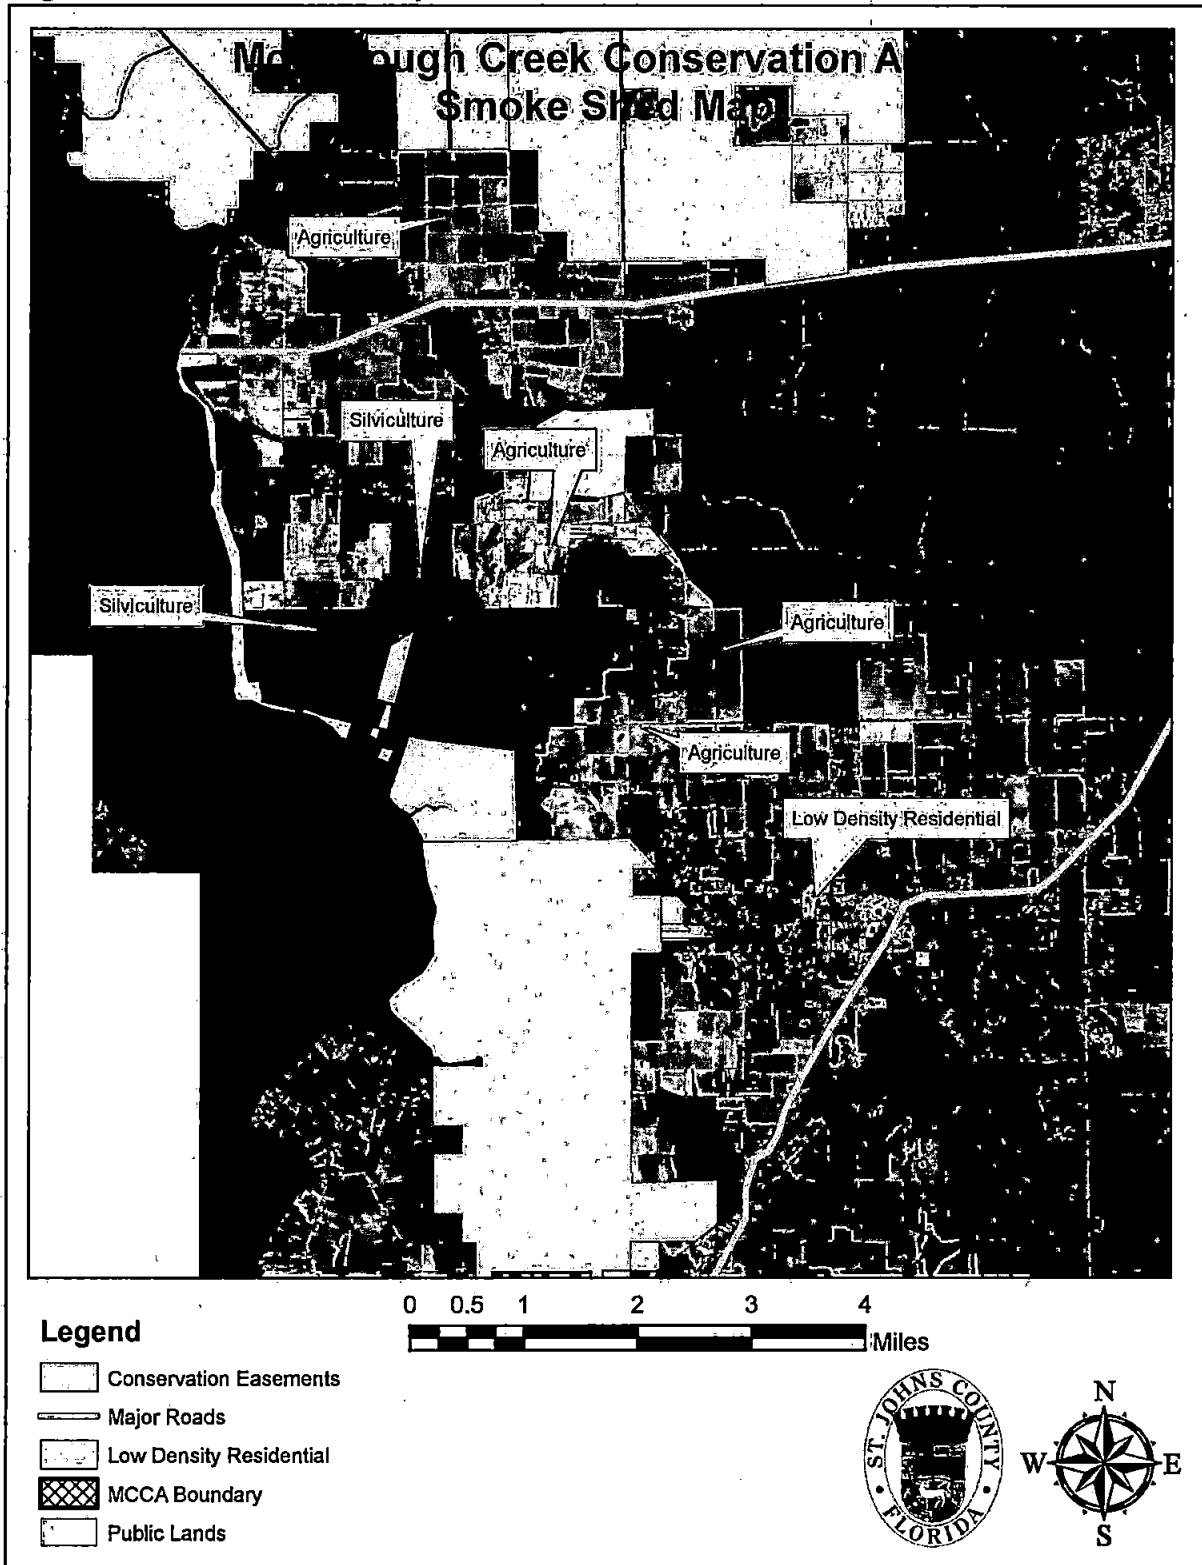 ough Creek Conservation A
Smoke Shed Map
Agriculture
Silviculture
Agriculture
Silviculture
Agriculture
Agriculture
Low Density Residential
0 0.5 1 2 3 4
Miles
Legend
Conservation Easements
Major Roads
Low Density Residential
MCCA Boundary
Public Lands
ST. JOHNS COUNTY
FLORIDA
N
W E
S